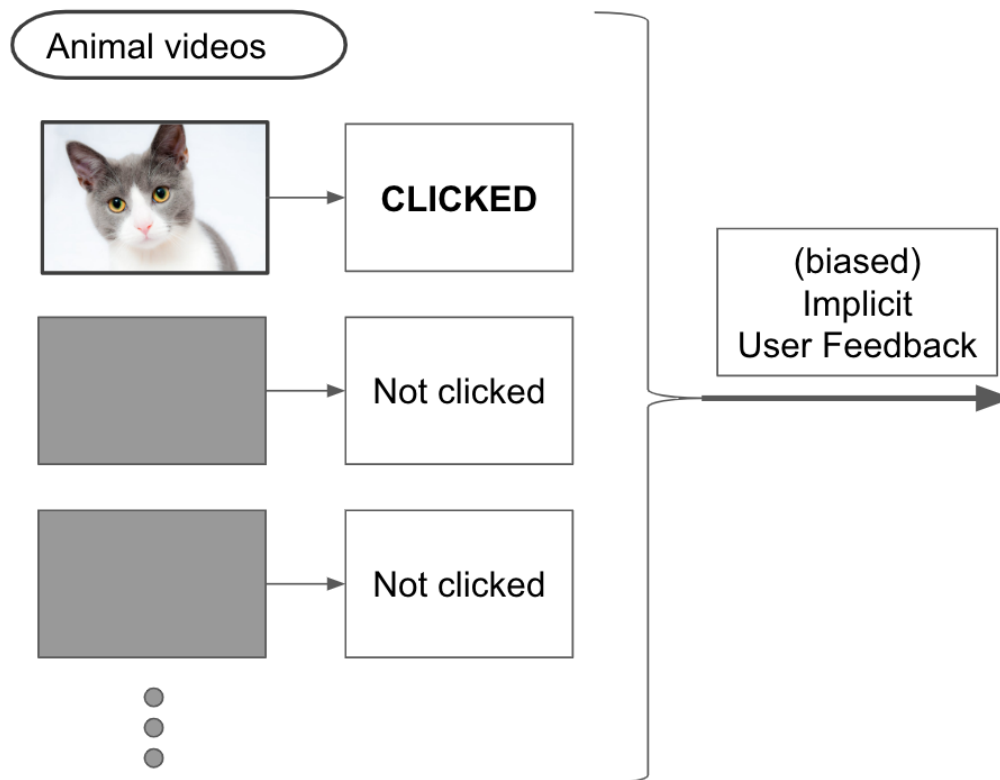 Animal videos
CLICKED
Not clicked
Not clicked
(biased)
Implicit
User Feedback